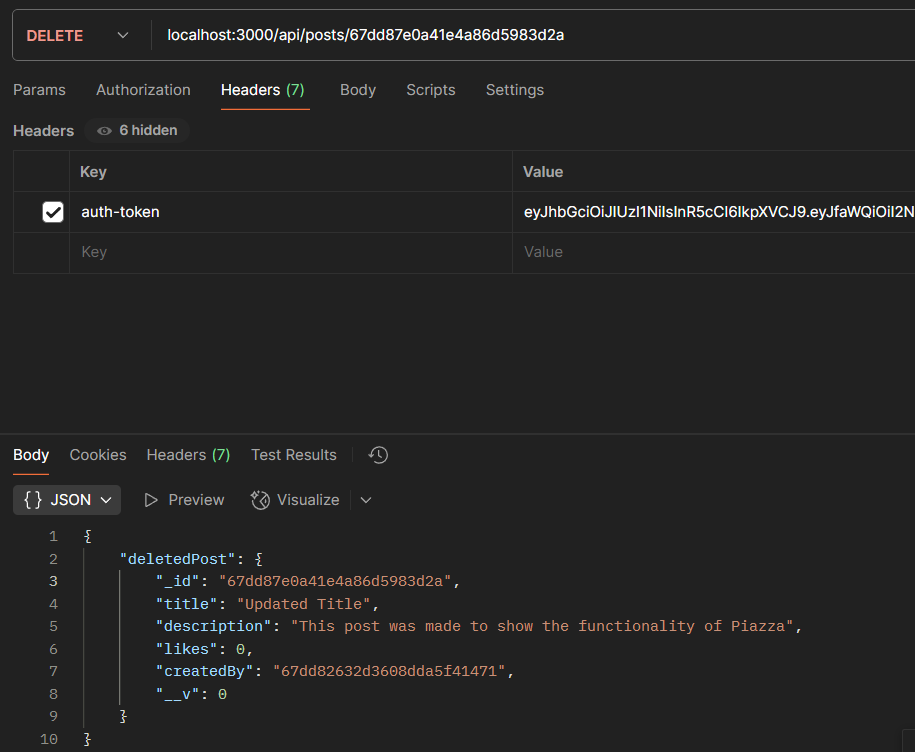 DELETE localhost:3000/api/posts/67dd87e0a41e4a86d5983d2a
Params Authorization Headers (7) Body Scripts Settings
Headers 6 hidden
Key Value
auth-token eyJhbGciOiJIUzI1NiIsInR5cCI6IkpXVCJ9.eyJfaWQiOiI2N
Key Value
Body Cookies Headers (7) Test Results
{} JSON Preview Visualize
1 {
2 "deletedPost": {
3 "_id": "67dd87e0a41e4a86d5983d2a",
4 "title": "Updated Title",
5 "description": "This post was made to show the functionality of Piazza",
6 "likes": 0,
7 "createdBy": "67dd82632d3608dda5f41471",
8 "__v": 0
9 }
10 }